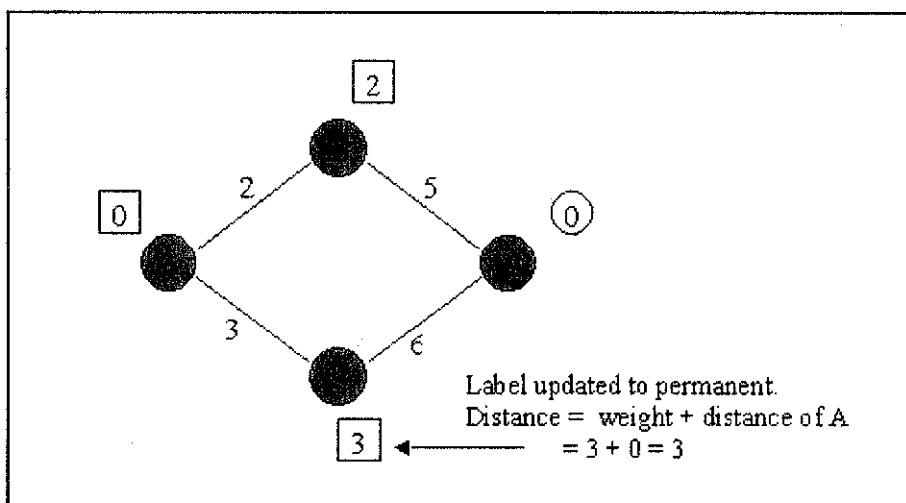 2
2
5
0
0
3
6
Label updated to permanent.
Distance = weight + distance of A
= 3 + 0 = 3
3